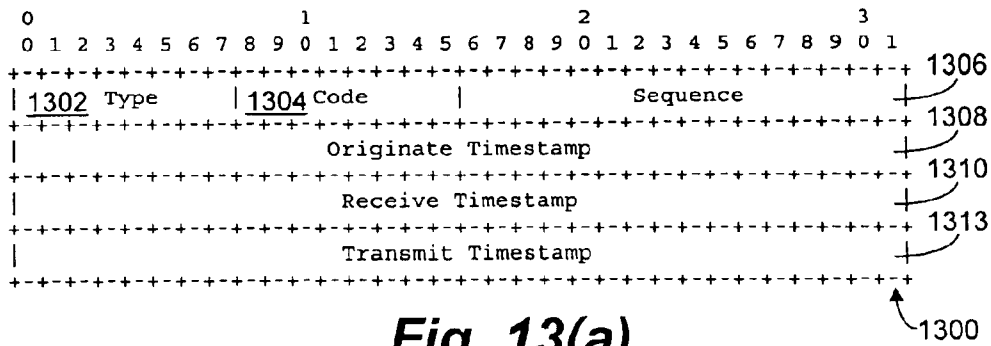 0 1 2 3
0 1 2 3 4 5 6 7 8 9 0 1 2 3 4 5 6 7 8 9 0 1 2 3 4 5 6 7 8 9 0 1
1306
1302 Type | 1304 Code | Sequence
1308
Originate Timestamp
1310
Receive Timestamp
1313
Transmit Timestamp
1300
Fig. 13(a)